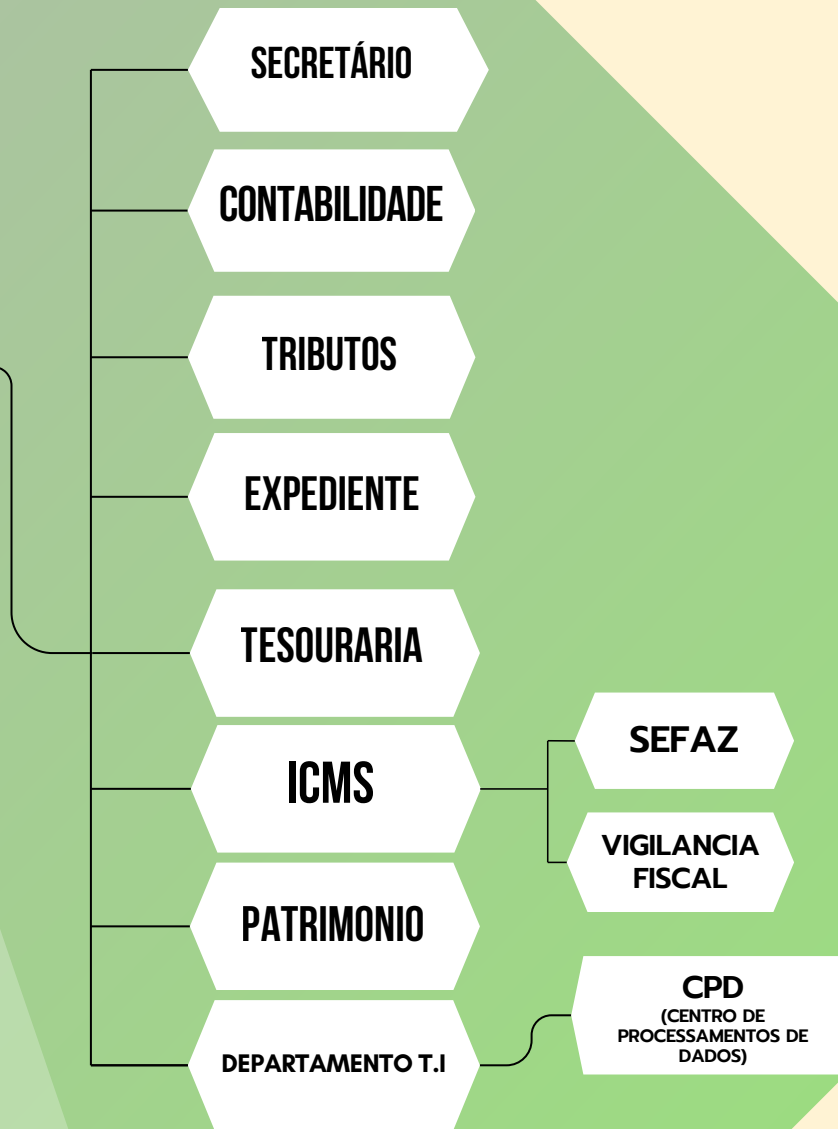 SECRETÁRIO
CONTABILIDADE
TRIBUTOS
EXPEDIENTE
TESOURARIA
ICMS
SEFAZ
VIGILANCIA
FISCAL
PATRIMONIO
DEPARTAMENTO T.I
CPD
(CENTRO DE
PROCESSAMENTOS DE
DADOS)